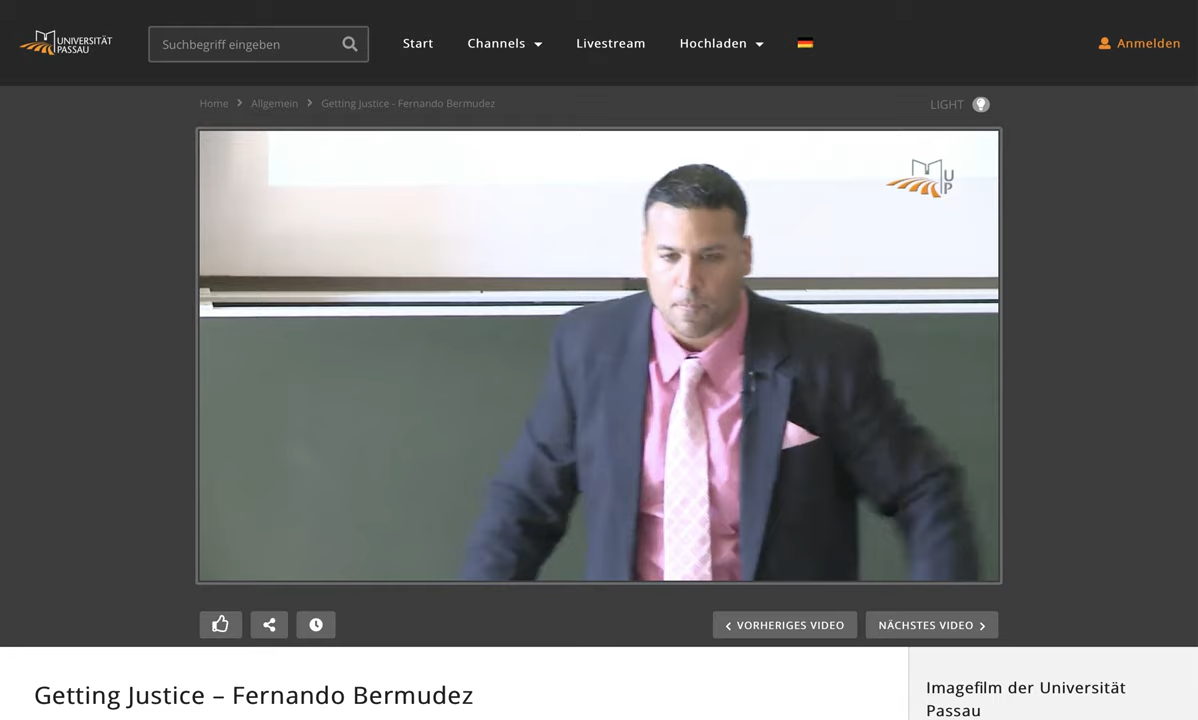 UNIVERSITÄT
PASSAU
Suchbegriff eingeben
Start
Channels
Livestream
Hochladen
Anmelden
Home
Allgemein
Getting Justice - Fernando Bermudez
LIGHT
U
P
VORHERIGES VIDEO
NÄCHSTES VIDEO
Getting Justice – Fernando Bermudez
Imagefilm der Universität
Passau